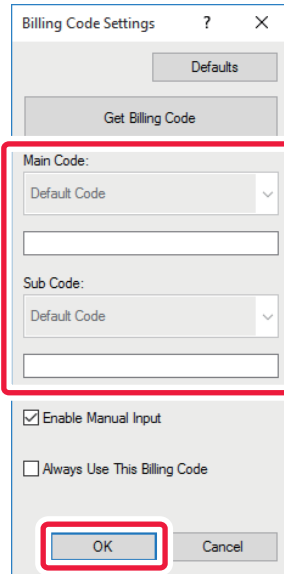 Billing Code Settings ? ×
Defaults
Get Billing Code
Main Code:
Default Code
Sub Code:
Default Code
Enable Manual Input
Always Use This Billing Code
OK Cancel